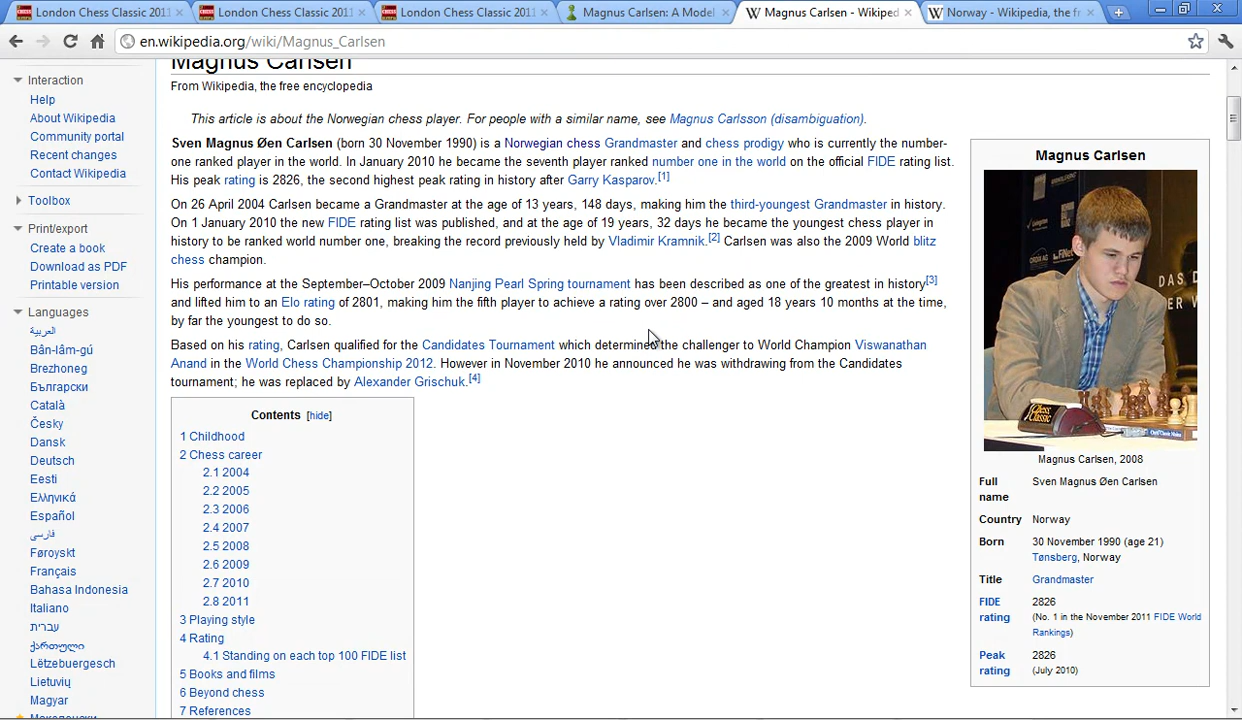 London Chess Classic 2011
London Chess Classic 2011
London Chess Classic 2011
Magnus Carlsen: A Model
Magnus Carlsen - Wikiped
Norway - Wikipedia, the fr
en.wikipedia.org/wiki/Magnus_Carlsen
Interaction
Help
About Wikipedia
Community portal
Recent changes
Contact Wikipedia
Toolbox
Print/export
Create a book
Download as PDF
Printable version
Languages
العربية
Bân-lâm-gú
Brezhoneg
Български
Català
Česky
Dansk
Deutsch
Eesti
Ελληνικά
Español
فارسی
Føroyskt
Français
Bahasa Indonesia
Italiano
עברית
ქართული
Lëtzebuergesch
Lietuvių
Magyar
Македонски
Magnus Carlsen
From Wikipedia, the free encyclopedia
This article is about the Norwegian chess player. For people with a similar name, see Magnus Carlsson (disambiguation).
Sven Magnus Øen Carlsen (born 30 November 1990) is a Norwegian chess Grandmaster and chess prodigy who is currently the number-
one ranked player in the world. In January 2010 he became the seventh player ranked number one in the world on the official FIDE rating list.
His peak rating is 2826, the second highest peak rating in history after Garry Kasparov.[1]
On 26 April 2004 Carlsen became a Grandmaster at the age of 13 years, 148 days, making him the third-youngest Grandmaster in history.
On 1 January 2010 the new FIDE rating list was published, and at the age of 19 years, 32 days he became the youngest chess player in
history to be ranked world number one, breaking the record previously held by Vladimir Kramnik.[2] Carlsen was also the 2009 World blitz
chess champion.
His performance at the September–October 2009 Nanjing Pearl Spring tournament has been described as one of the greatest in history[3]
and lifted him to an Elo rating of 2801, making him the fifth player to achieve a rating over 2800 – and aged 18 years 10 months at the time,
by far the youngest to do so.
Based on his rating, Carlsen qualified for the Candidates Tournament which determined the challenger to World Champion Viswanathan
Anand in the World Chess Championship 2012. However in November 2010 he announced he was withdrawing from the Candidates
tournament; he was replaced by Alexander Grischuk.[4]
Contents [hide]
1 Childhood
2 Chess career
2.1 2004
2.2 2005
2.3 2006
2.4 2007
2.5 2008
2.6 2009
2.7 2010
2.8 2011
3 Playing style
4 Rating
4.1 Standing on each top 100 FIDE list
5 Books and films
6 Beyond chess
7 References
Magnus Carlsen
DAS
Magnus Carlsen, 2008
Full name Sven Magnus Øen Carlsen
Country Norway
Born 30 November 1990 (age 21)
Tønsberg, Norway
Title Grandmaster
FIDE rating 2826
(No. 1 in the November 2011 FIDE World
Rankings)
Peak rating 2826
(July 2010)